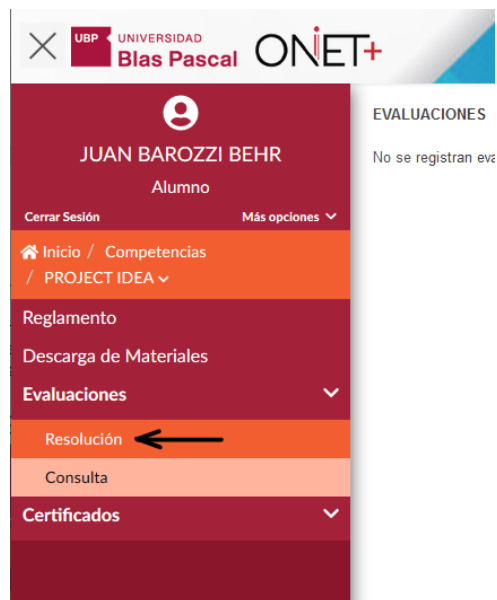 UBP UNIVERSIDAD
Blas Pascal
ONET+
JUAN BAROZZI BEHR
Alumno
Cerrar Sesión Más opciones
Inicio / Competencias
/ PROJECT IDEA
Reglamento
Descarga de Materiales
Evaluaciones
Resolución
Consulta
Certificados
EVALUACIONES
No se registran